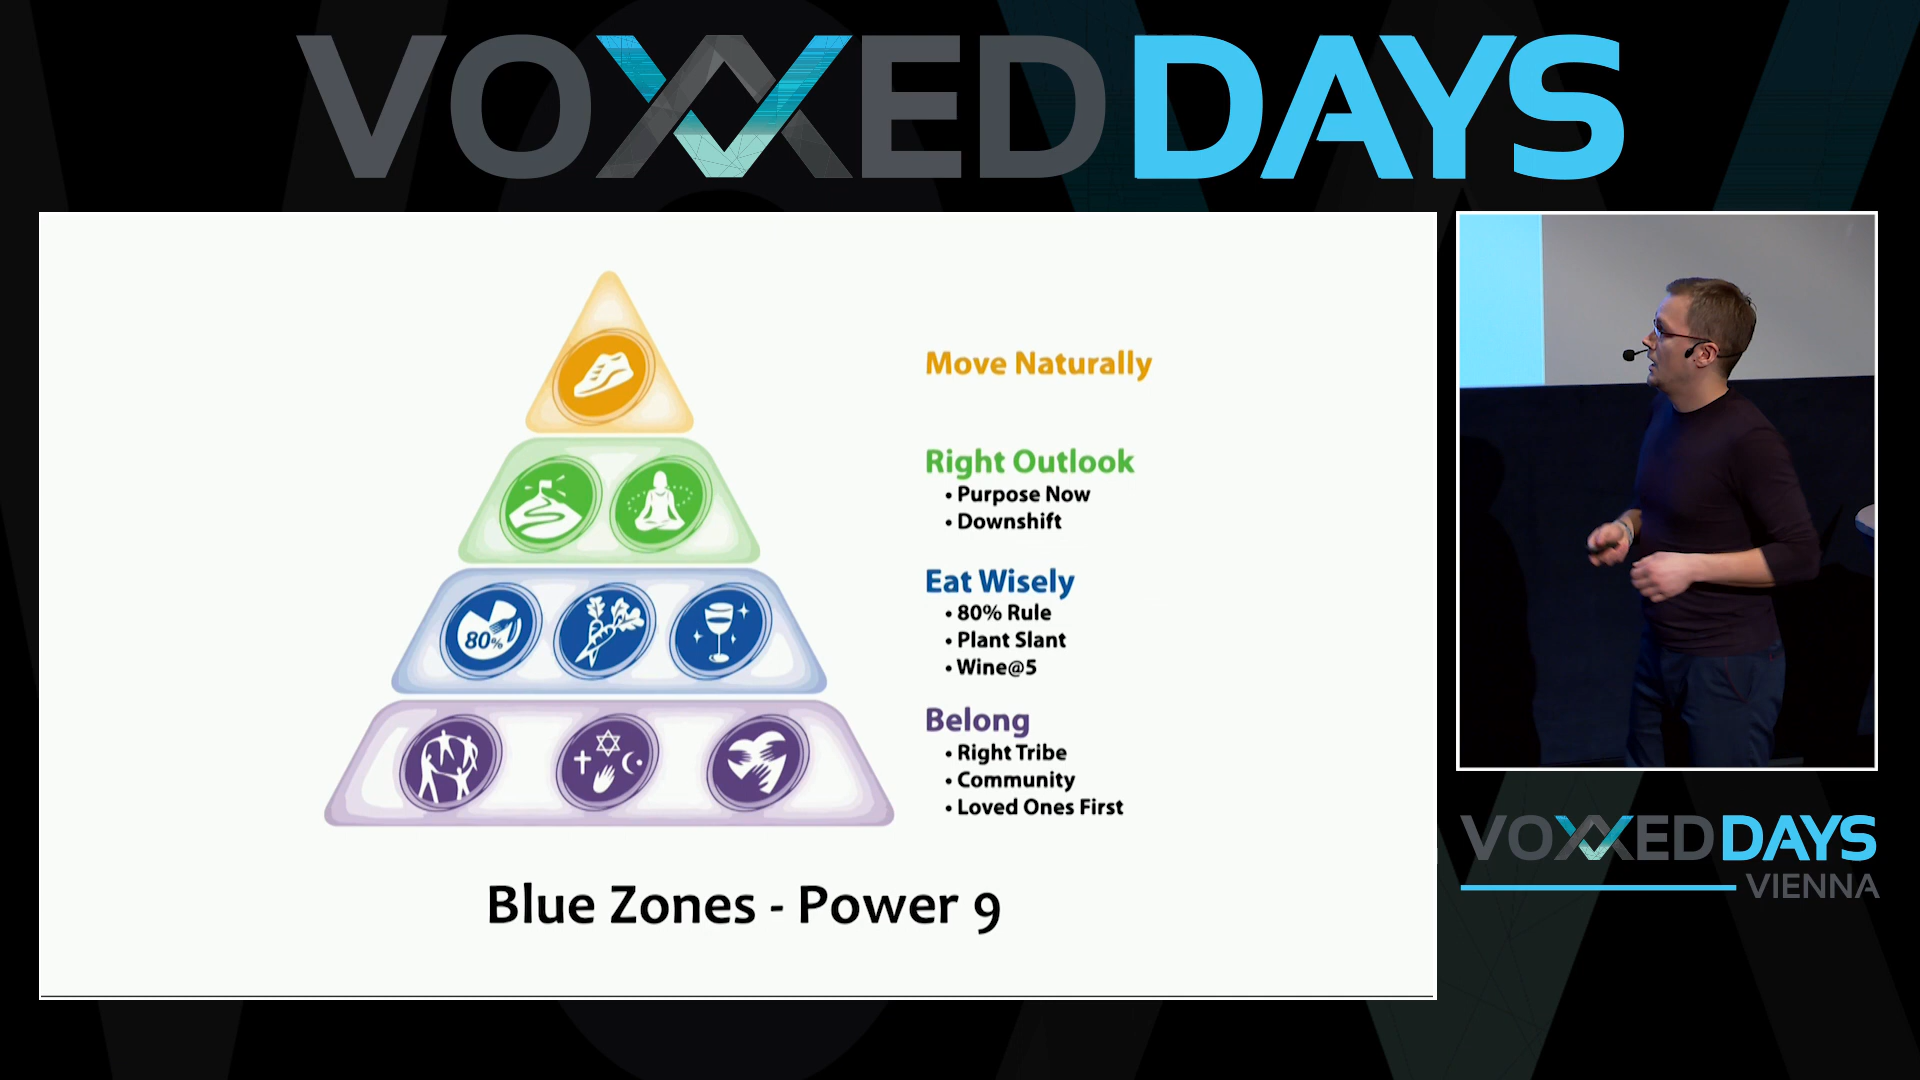 VOXXED DAYS
Move Naturally
Right Outlook
• Purpose Now
• Downshift
Eat Wisely
• 80% Rule
• Plant Slant
• Wine@5
80%
Belong
• Right Tribe
• Community
• Loved Ones First
Blue Zones - Power 9
VOXXED DAYS
VIENNA